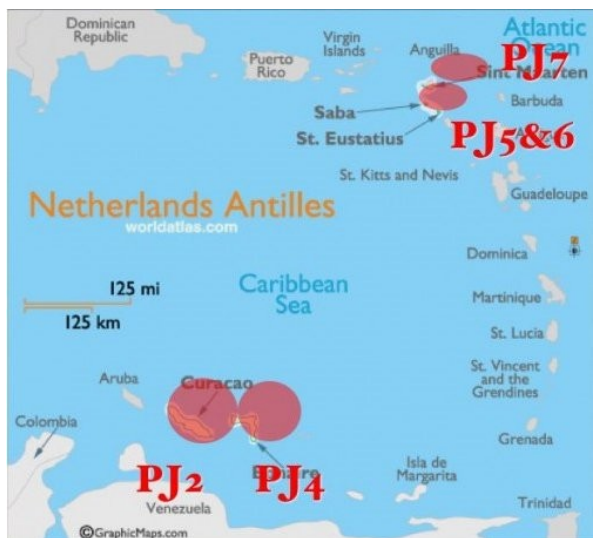 Dominican
Republic
Virgin
Islands
Anguilla
Atlantic
Ocean
Puerto
Rico
Sint Maarten
PJ7
Saba
Barbuda
St. Eustatius
PJ5&6
St. Kitts and Nevis
Guadeloupe
Netherlands Antilles
worldatlas.com
Dominica
125 mi
125 km
Caribbean
Sea
Martinique
St. Lucia
Aruba
Curacao
St. Vincent
and the
Grendines
Colombia
Grenada
Bonaire
PJ2
PJ4
Isla de
Margarita
Venezuela
Trinidad
©GraphicMaps.com